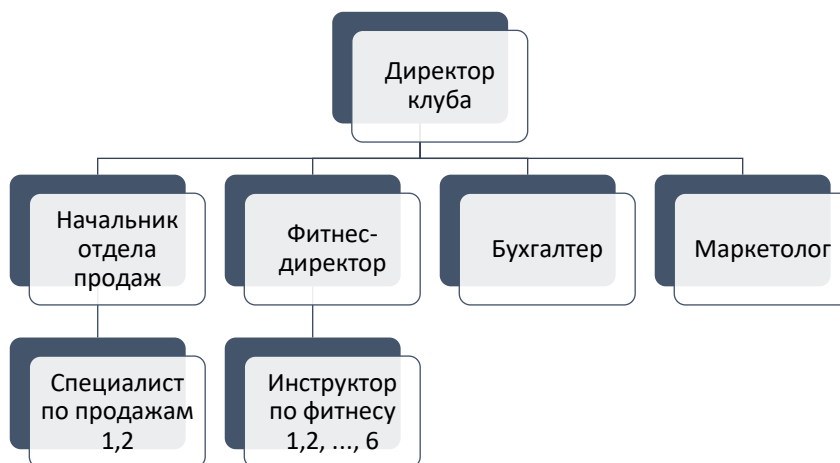 Директор
клуба
Начальник
отдела
продаж
Фитнес-
директор
Бухгалтер
Маркетолог
Специалист
по продажам
1,2
Инструктор
по фитнесу
1,2, ..., 6